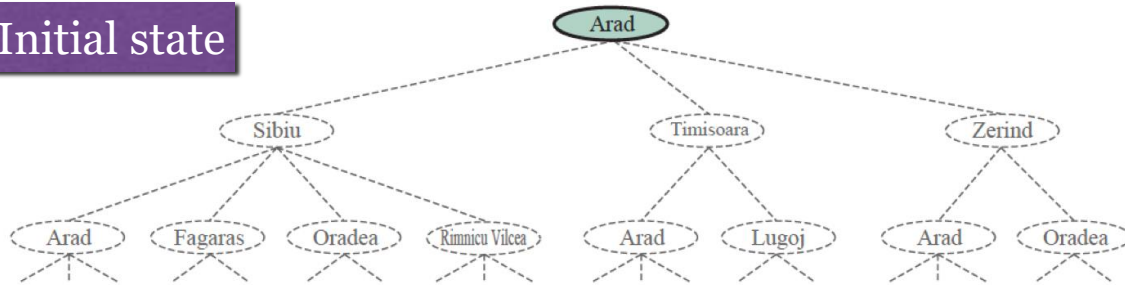 Initial state
Arad
Sibiu
Timisoara
Zerind
Arad
Fagaras
Oradea
Rimnicu Vilcea
Arad
Lugoj
Arad
Oradea